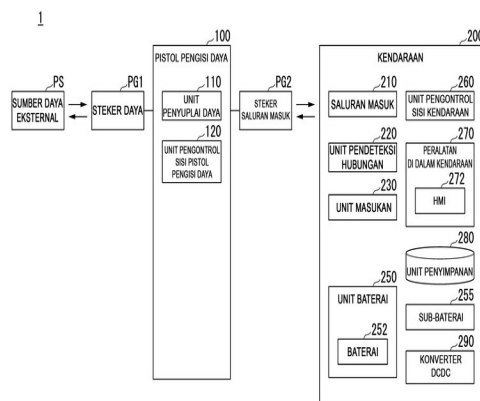 1
PS
SUMBER DAYA
EKSTERNAL
PG1
STEKER DAYA
100
PISTOL PENGISI DAYA
110
UNIT
PENYUPLAI DAYA
120
UNIT PENGONTROL
SISI PISTOL
PENGISI DAYA
PG2
STEKER
SALURAN MASUK
200
KENDARAAN
210
SALURAN MASUK
220
UNIT PENDETEKSI
HUBUNGAN
230
UNIT MASUKAN
250
UNIT BATERAI
252
BATERAI
260
UNIT PENGONTROL
SISI KENDARAAN
270
PERALATAN
DI DALAM KENDARAAN
272
HMI
280
UNIT PENYIMPANAN
255
SUB-BATERAI
290
KONVERTER
DCDC